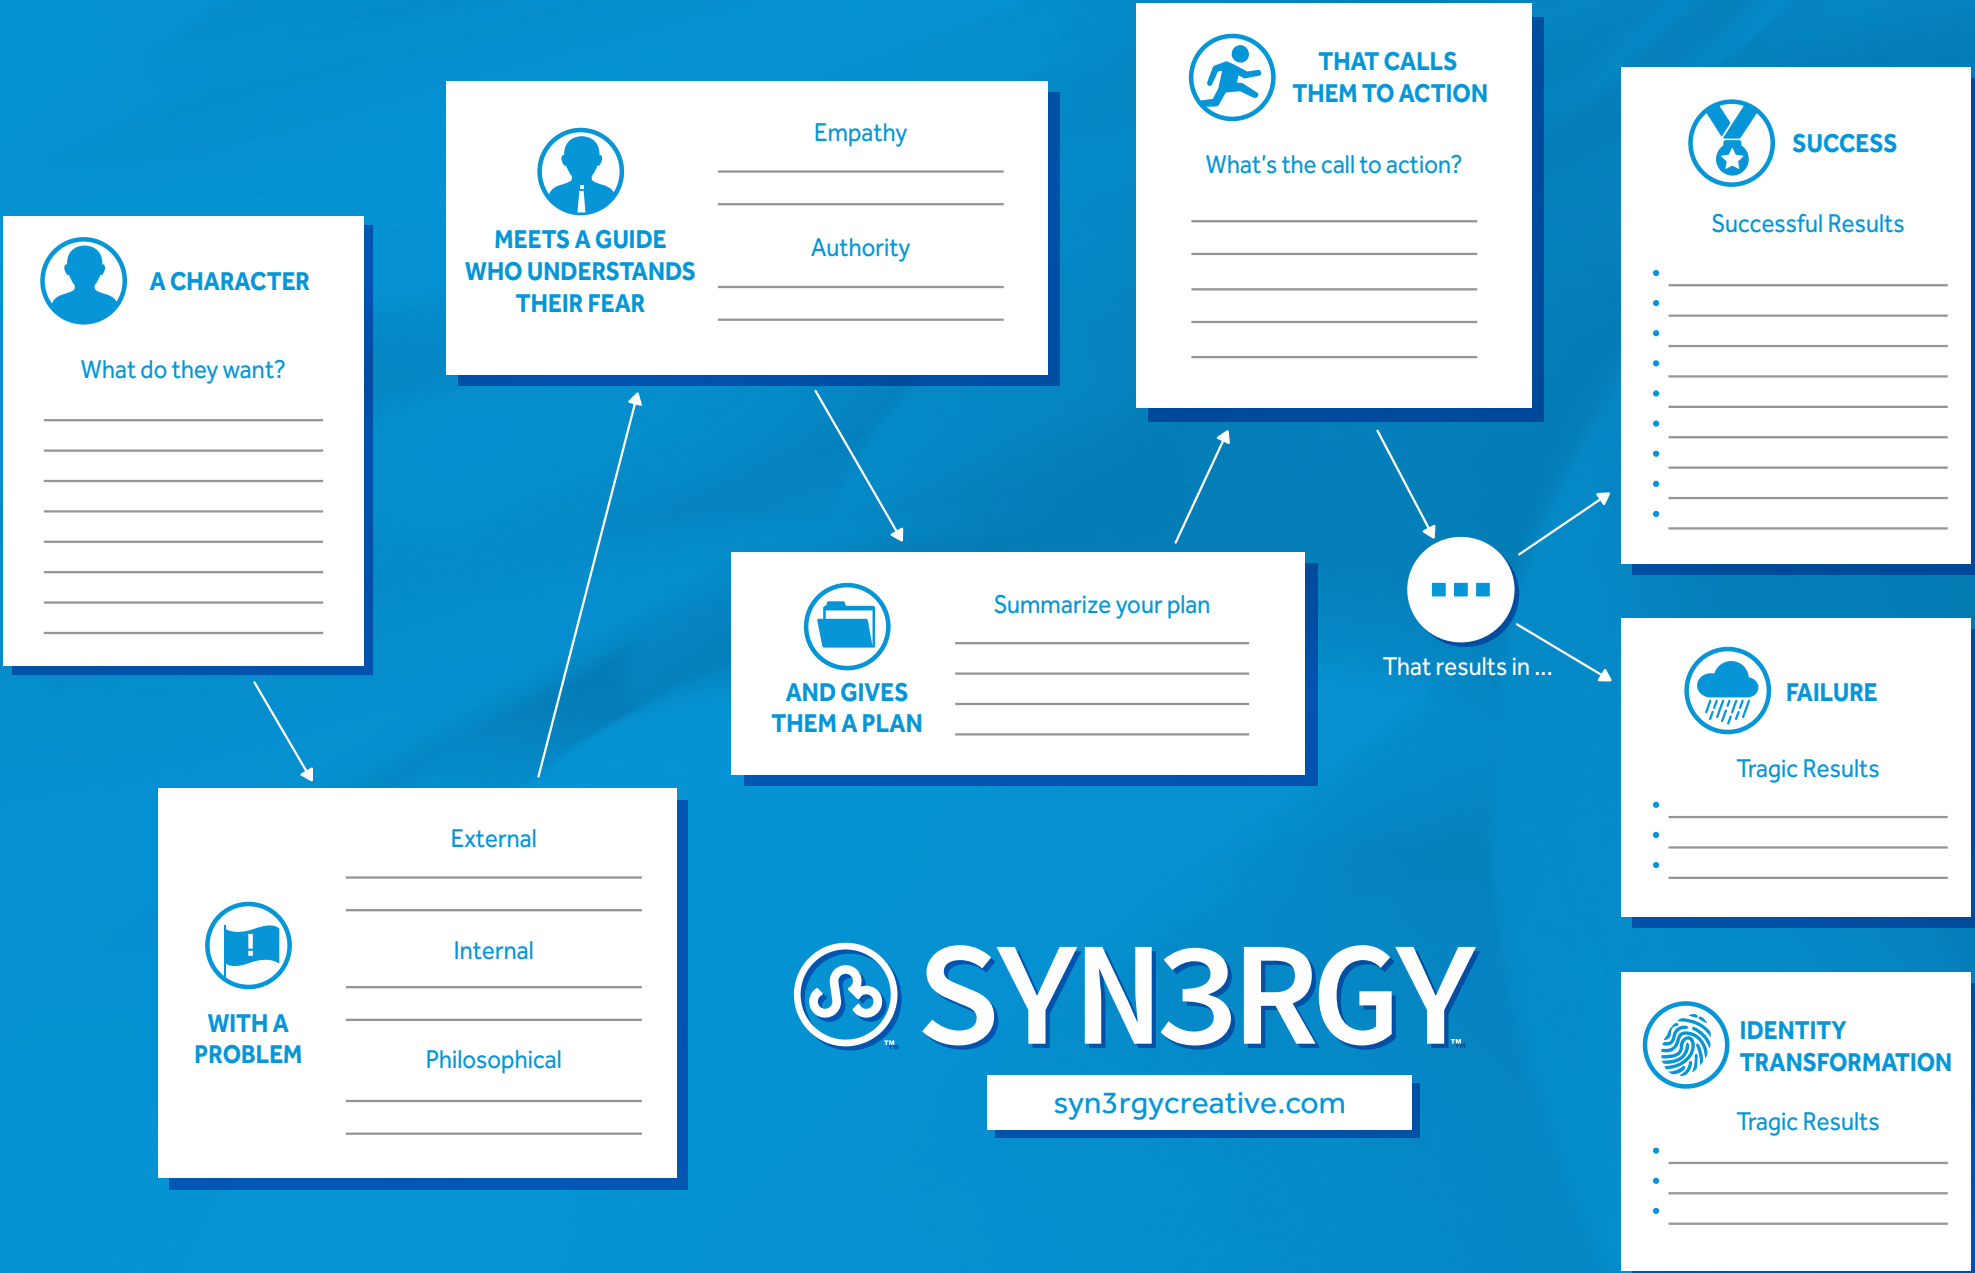 A CHARACTER
What do they want?
WITH A
PROBLEM
External
Internal
Philosophical
MEETS A GUIDE
WHO UNDERSTANDS
THEIR FEAR
Empathy
Authority
AND GIVES
THEM A PLAN
Summarize your plan
THAT CALLS
THEM TO ACTION
What's the call to action?
That results in ...
SUCCESS
Successful Results
FAILURE
Tragic Results
IDENTITY
TRANSFORMATION
Tragic Results
S3™ SYN3RGY™
syn3rgycreative.com